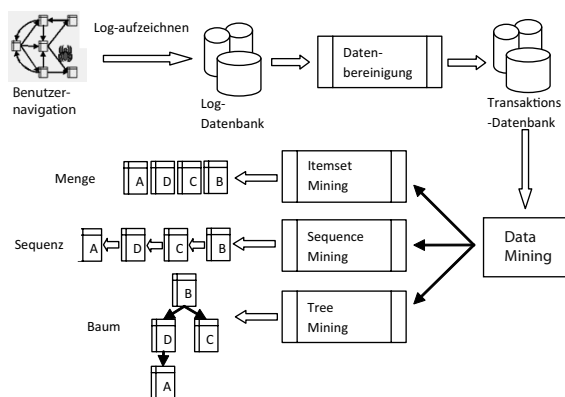 Log-aufzeichnen
Daten-
bereinigung
Benutzer-
navigation
Log-
Datenbank
Transaktions
-Datenbank
Menge
A D C B
Itemset
Mining
Sequenz
A D C B
Sequence
Mining
Data
Mining
Baum
B
D C
A
Tree
Mining